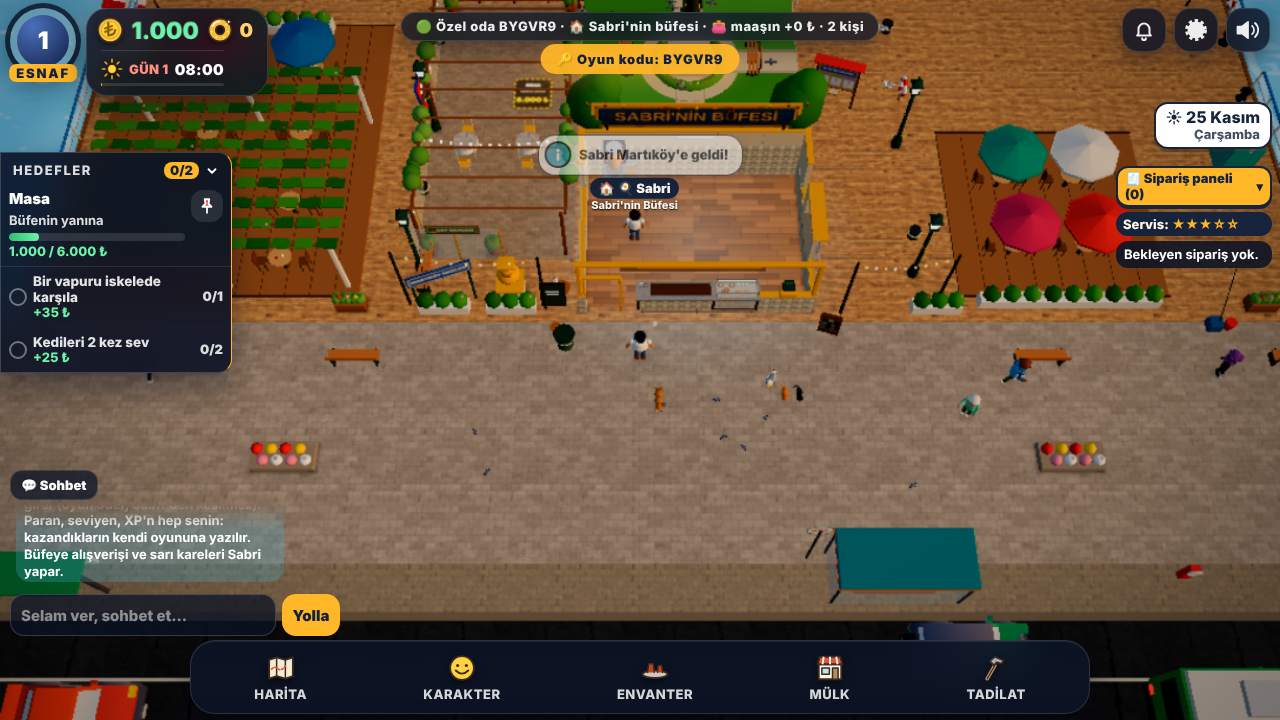 1
ESNAF
1.000
0
GÜN 1 08:00
Özel oda BYGVR9 · Sabri'nin büfesi · maaşın +0 ₺ · 2 kişi
Oyun kodu: BYGVR9
25 Kasım
Çarşamba
Sipariş paneli (0)
Servis: ★★★☆☆
Bekleyen sipariş yok.
HEDEFLER 0/2
Masa
Büfenin yanına
1.000 / 6.000 ₺
Bir vapuru iskelede
karşıla
+35 ₺
0/1
Kedileri 2 kez sev
+25 ₺
0/2
SABRİ'NİN BÜFESİ
Sabri Martıköy'e geldi!
Sabri
Sabri'nin Büfesi
Sohbet
Paran, seviyen, XP'n hep senin:
kazandıkların kendi oyununa yazılır.
Büfeye alışverişi ve sarı kareleri Sabri
yapar.
Selam ver, sohbet et...
Yolla
HARİTA
KARAKTER
ENVANTER
MÜLK
TADİLAT